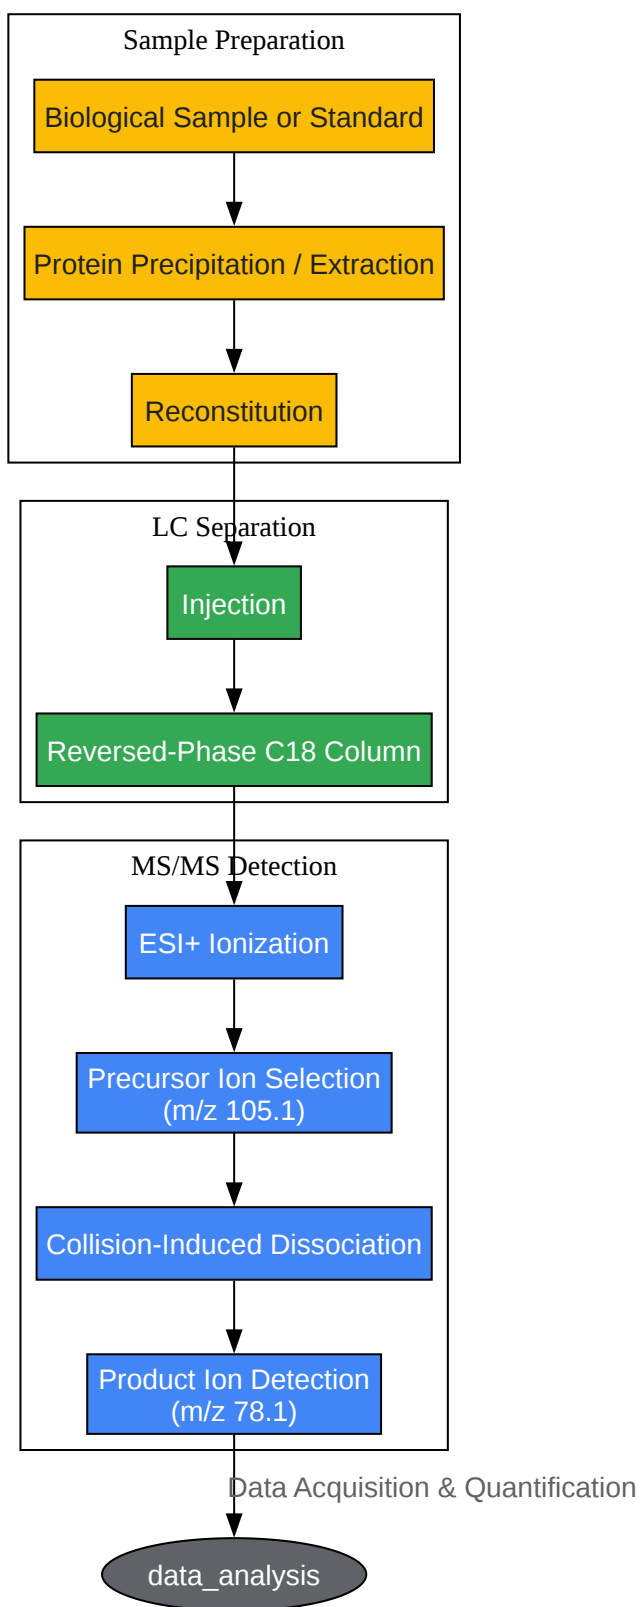 Sample Preparation
Biological Sample or Standard
Protein Precipitation / Extraction
Reconstitution
LC Separation
Injection
Reversed-Phase C18 Column
MS/MS Detection
ESI+ Ionization
Precursor Ion Selection
(m/z 105.1)
Collision-Induced Dissociation
Product Ion Detection
(m/z 78.1)
Data Acquisition & Quantification
data_analysis